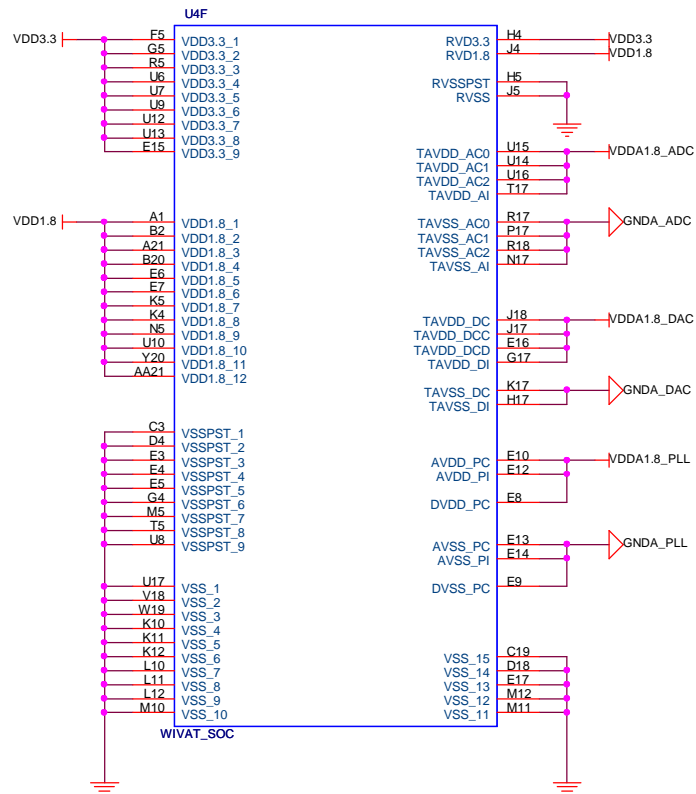 U4F
VDD3.3
F5 VDD3.3_1
G5 VDD3.3_2
R5 VDD3.3_3
U6 VDD3.3_4
U7 VDD3.3_5
U9 VDD3.3_6
U12 VDD3.3_7
U13 VDD3.3_8
E15 VDD3.3_9
VDD1.8
A1 VDD1.8_1
B2 VDD1.8_2
A21 VDD1.8_3
B20 VDD1.8_4
E6 VDD1.8_5
E7 VDD1.8_6
K5 VDD1.8_7
K4 VDD1.8_8
N5 VDD1.8_9
U10 VDD1.8_10
Y20 VDD1.8_11
AA21 VDD1.8_12
C3 VSSPST_1
D4 VSSPST_2
E3 VSSPST_3
E4 VSSPST_4
E5 VSSPST_5
G4 VSSPST_6
M5 VSSPST_7
T5 VSSPST_8
U8 VSSPST_9
U17 VSS_1
V18 VSS_2
W19 VSS_3
K10 VSS_4
K11 VSS_5
K12 VSS_6
L10 VSS_7
L11 VSS_8
L12 VSS_9
M10 VSS_10
RVD3.3 H4 VDD3.3
RVD1.8 J4 VDD1.8
RVSSPST H5
RVSS J5
TAVDD_AC0 U15 VDDA1.8_ADC
TAVDD_AC1 U14
TAVDD_AC2 U16
TAVDD_AI T17
TAVSS_AC0 R17 GNDA_ADC
TAVSS_AC1 P17
TAVSS_AC2 R18
TAVSS_AI N17
TAVDD_DC J18 VDDA1.8_DAC
TAVDD_DCC J17
TAVDD_DCD E16
TAVDD_DI G17
TAVSS_DC K17 GNDA_DAC
TAVSS_DI H17
AVDD_PC E10 VDDA1.8_PLL
AVDD_PI E12
DVDD_PC E8
AVSS_PC E13 GNDA_PLL
AVSS_PI E14
DVSS_PC E9
VSS_15 C19
VSS_14 D18
VSS_13 E17
VSS_12 M12
VSS_11 M11
WIVAT_SOC